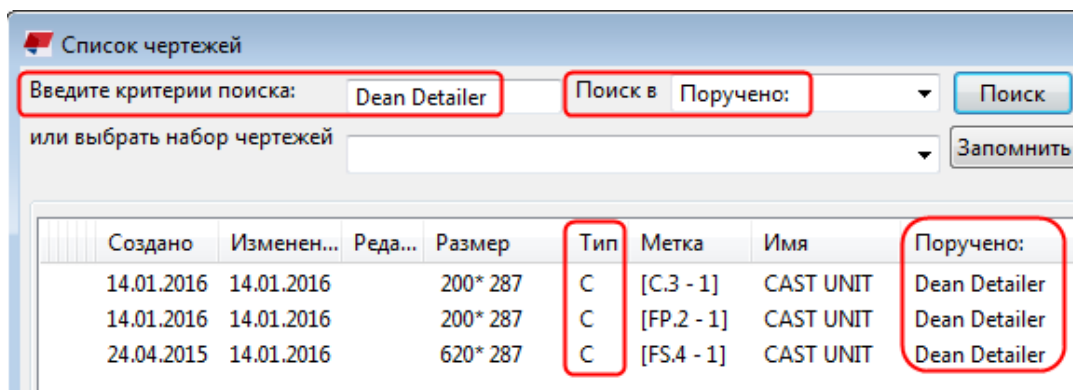 Список чертежей
Введите критерии поиска: Dean Detailer Поиск в Поручено: Поиск
или выбрать набор чертежей Запомнить
Создано Изменен... Реда... Размер Тип Метка Имя Поручено:
14.01.2016 14.01.2016 200* 287 C [C.3 - 1] CAST UNIT Dean Detailer
14.01.2016 14.01.2016 200* 287 C [FP.2 - 1] CAST UNIT Dean Detailer
24.04.2015 14.01.2016 620* 287 C [FS.4 - 1] CAST UNIT Dean Detailer